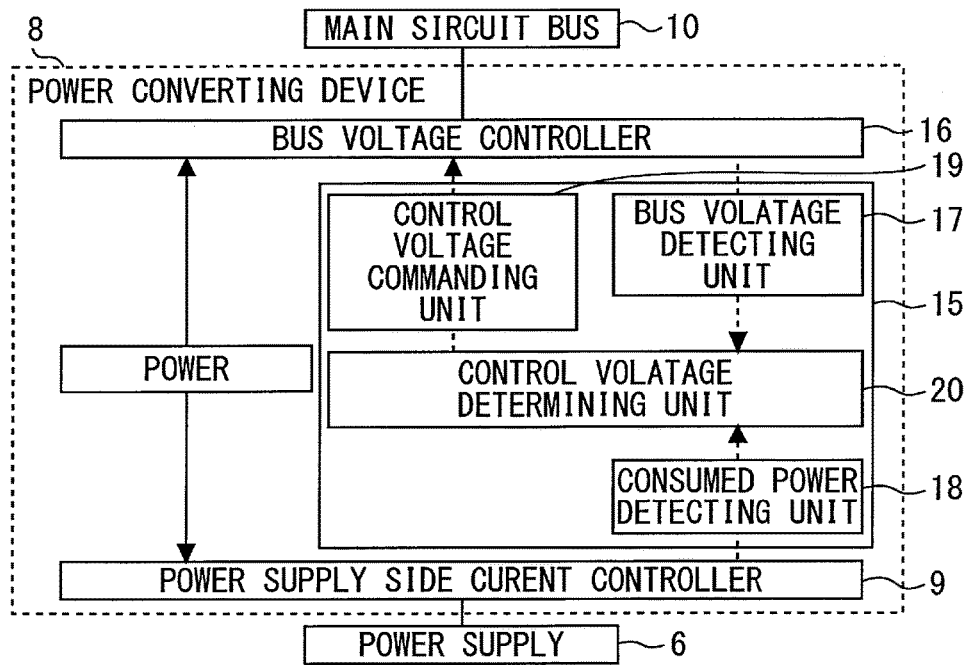 MAIN SIRCUIT BUS
10
8
POWER CONVERTING DEVICE
BUS VOLTAGE CONTROLLER
16
19
CONTROL
VOLTAGE
COMMANDING
UNIT
BUS VOLATAGE
DETECTING
UNIT
17
15
POWER
CONTROL VOLATAGE
DETERMINING UNIT
20
CONSUMED POWER
DETECTING UNIT
18
POWER SUPPLY SIDE CURENT CONTROLLER
9
POWER SUPPLY
6